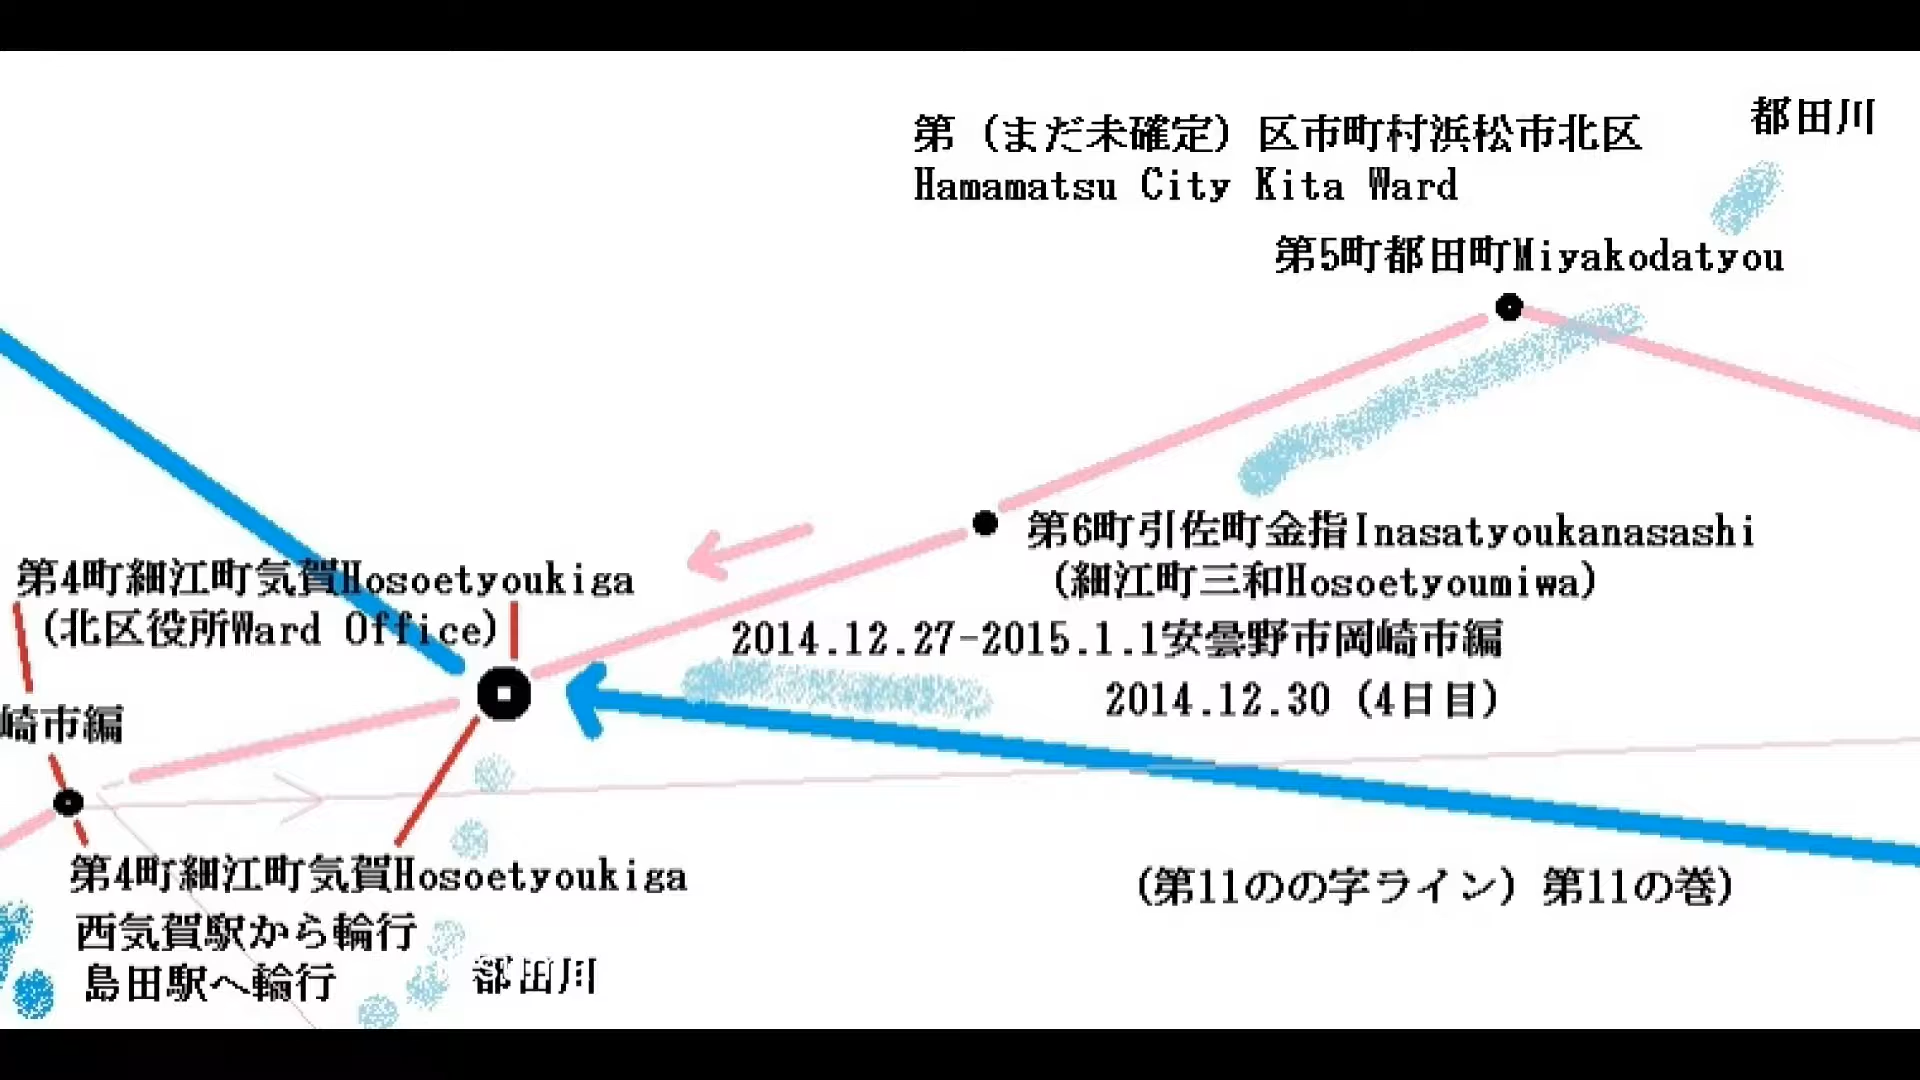 都田川
第（まだ未確定）区市町村浜松市北区
Hamamatsu City Kita Ward
第5町都田町Miyakodatyou
第6町引佐町金指Inasatyoukanasashi
(細江町三和Hosoetyoumiwa)
第4町細江町気賀Hosoetyoukiga
(北区役所Ward Office)
2014.12.27-2015.1.1安曇野市岡崎市編
2014.12.30（4日目）
崎市編
第4町細江町気賀Hosoetyoukiga
西気賀駅から輪行
島田駅へ輪行
都田川
(第11のの字ライン）第11の巻)